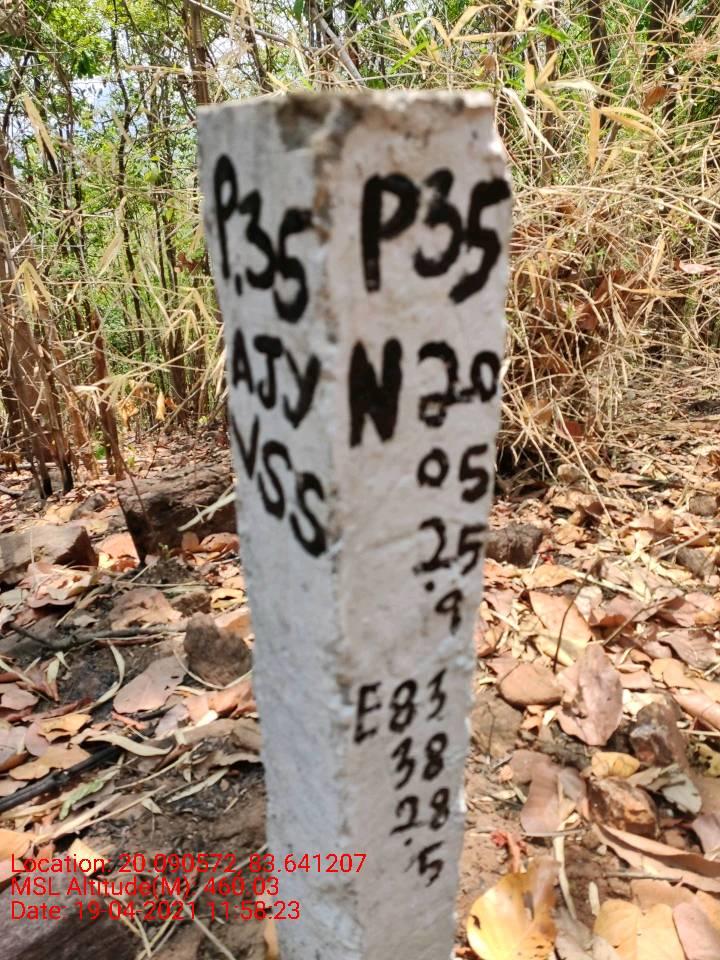 P.35
AJY
VSS
P35
N 20
05
25
.9
E 83
38
28
.5
Location: 20.090572, 83.641207
MSL Altitude(M) 460.03
Date: 19-04-2021 11:58:23